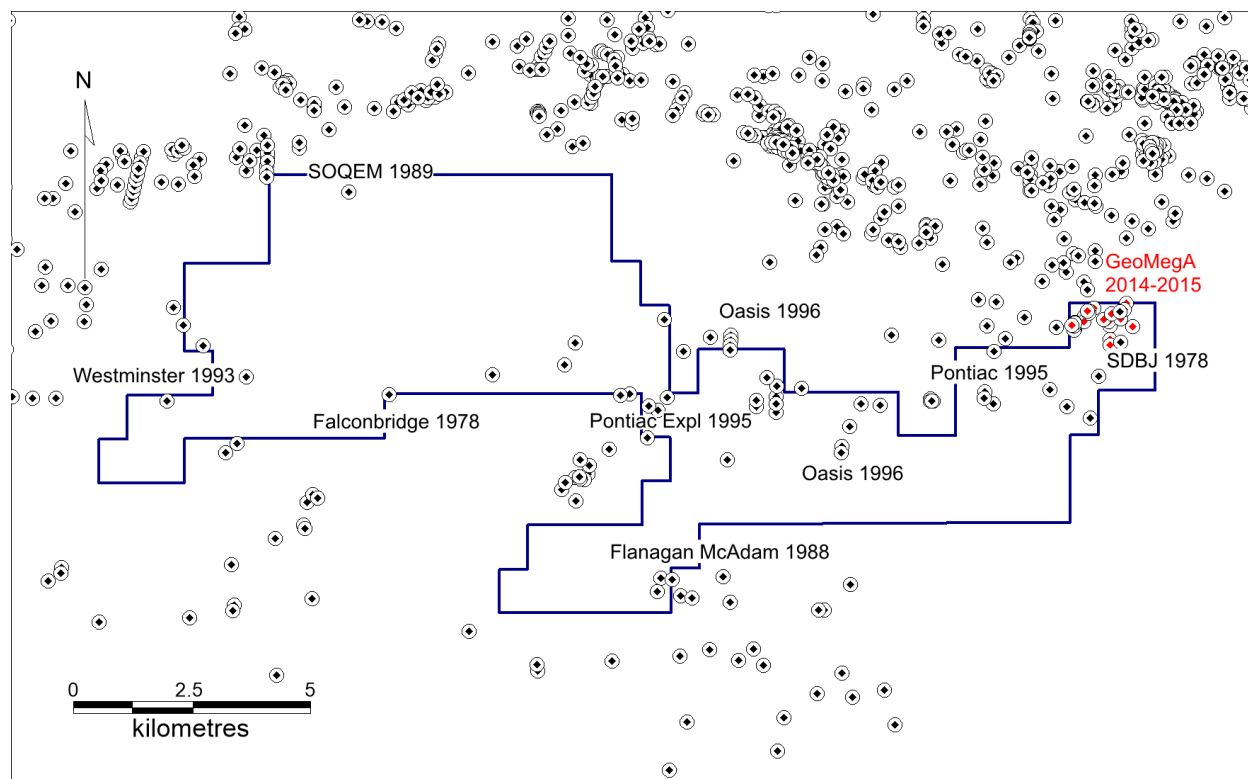 N
SOQEM 1989
GeoMegA
2014-2015
Oasis 1996
SDBJ 1978
Westminster 1993
Pontiac 1995
Falconbridge 1978
Pontiac Expl 1995
Oasis 1996
Flanagan McAdam 1988
0 2.5 5
kilometres